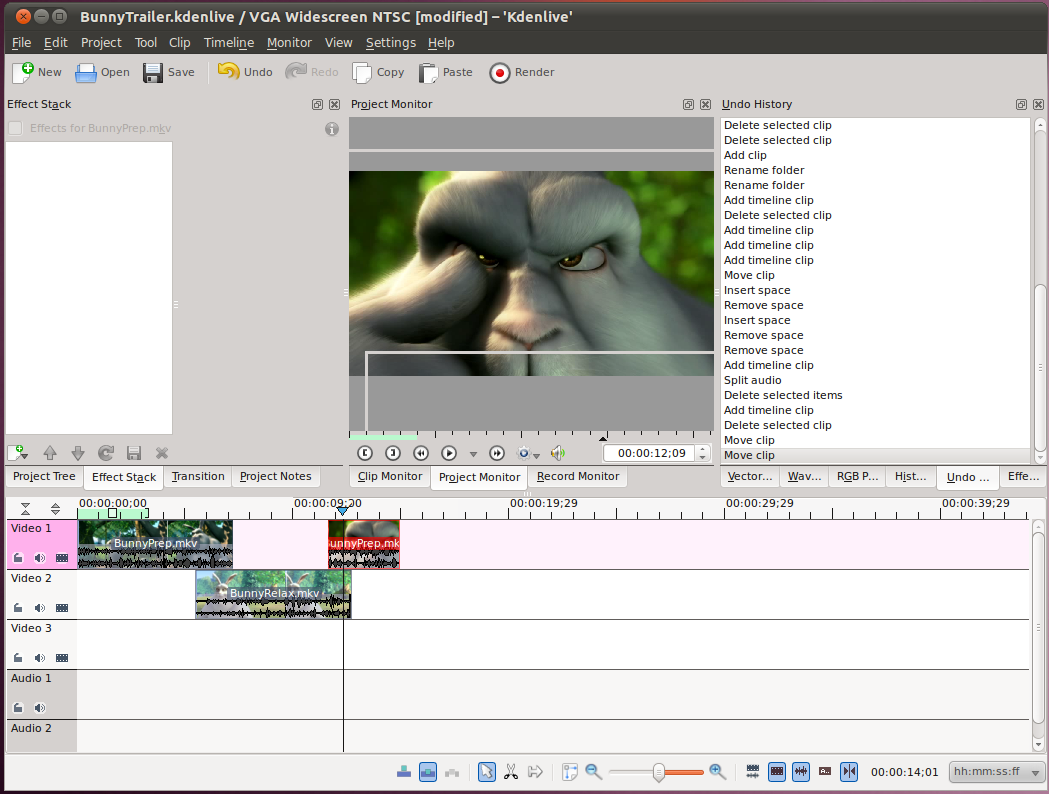 BunnyTrailer.kdenlive / VGA Widescreen NTSC [modified] – 'Kdenlive'
File Edit Project Tool Clip Timeline Monitor View Settings Help
New Open Save Undo Redo Copy Paste Render
Effect Stack
Effects for BunnyPrep.mkv
Project Monitor
Undo History
Delete selected clip
Delete selected clip
Add clip
Rename folder
Rename folder
Add timeline clip
Delete selected clip
Add timeline clip
Add timeline clip
Add timeline clip
Move clip
Insert space
Remove space
Insert space
Remove space
Remove space
Add timeline clip
Split audio
Delete selected items
Add timeline clip
Delete selected clip
Move clip
Move clip
00:00:12;09
Project Tree Effect Stack Transition Project Notes
Clip Monitor Project Monitor Record Monitor
Vector... Wav... RGB P... Hist... Undo ... Effe...
00:00:00;00 00:00:09;29 00:00:19;29 00:00:29;29 00:00:39;29
Video 1
BunnyPrep.mkv
unnyPrep.mk
Video 2
BunnyRelax.mkv
Video 3
Audio 1
Audio 2
00:00:14;01
hh:mm:ss:ff